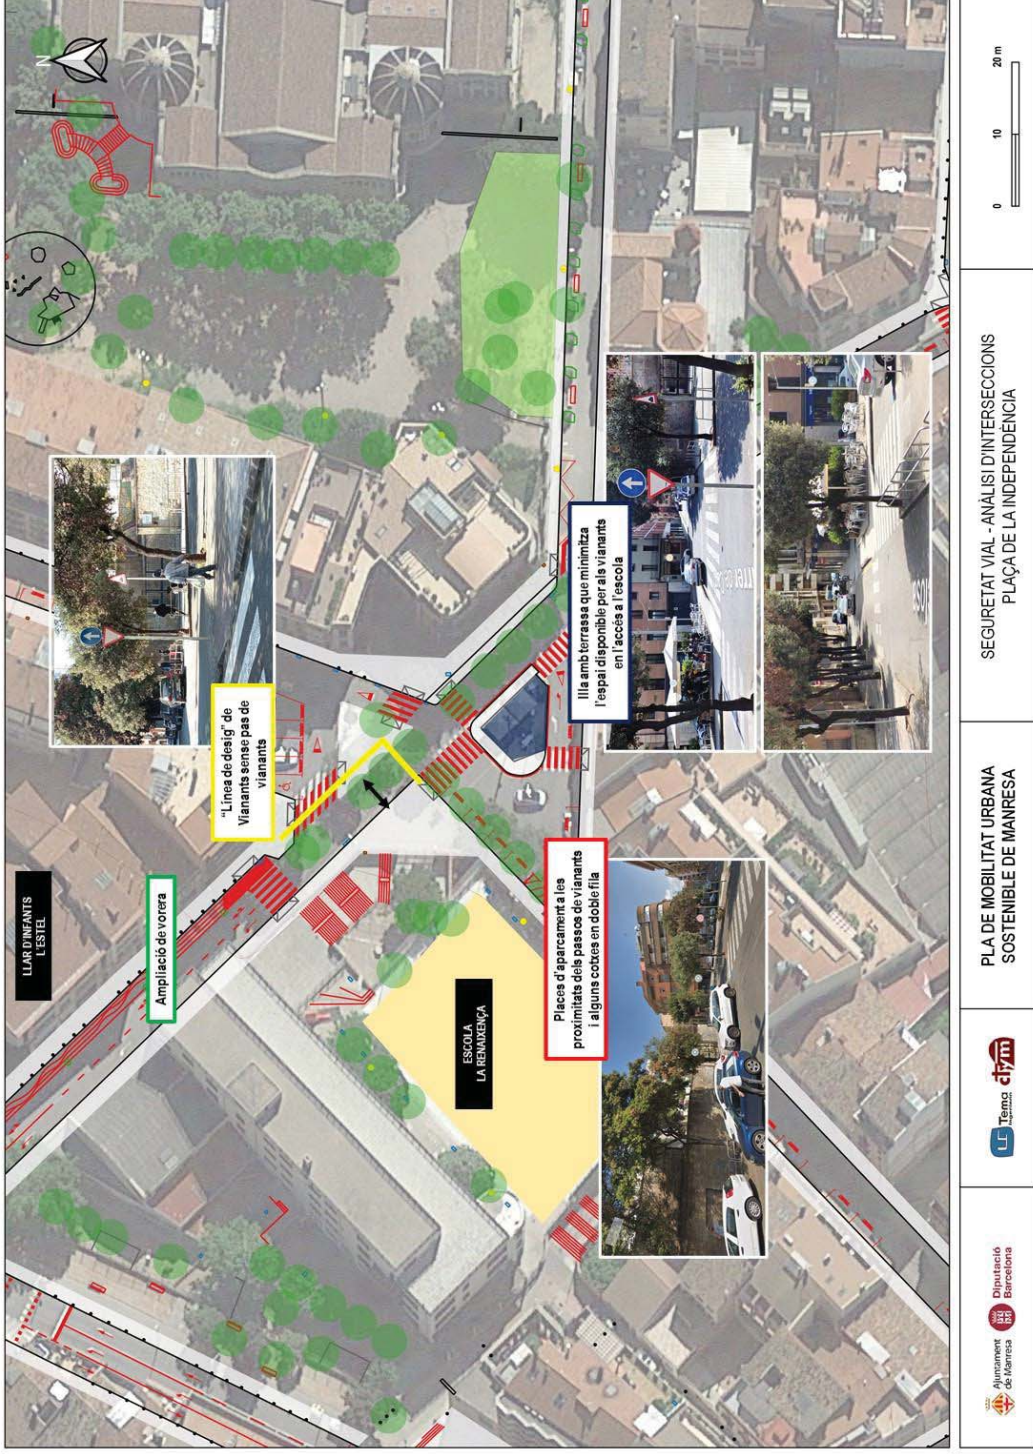 LLAR D'INFANTS
L'ESTEL
Ampliació de vorera
"Línea de desig" de
Vianants sense pas de
vianants
N
ESCOLA
LA RENAIXENÇA
Places d'aparcament a les
proximitats dels passos de vianants
i alguns cotxes en doble fila
Illa amb terrassa que minimitza
l'espai disponible per als vianants
en l'accés a l'escola
Ajuntament
de Manresa
Diputació
Barcelona
Tema
dym
PLA DE MOBILITAT URBANA
SOSTENIBLE DE MANRESA
SEGURETAT VIAL - ANÀLISI D'INTERSECCIONS
PLAÇA DE LA INDEPENDÈNCIA
0 10 20 m